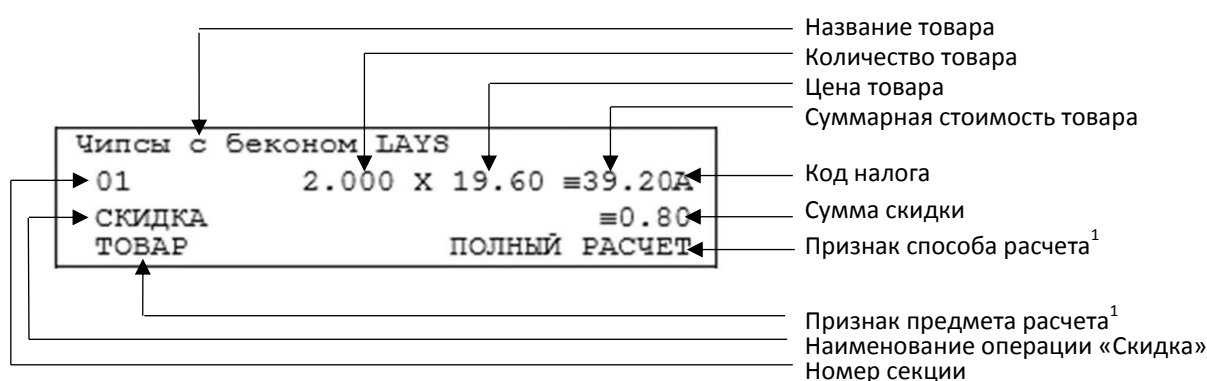 Название товара
Количество товара
Цена товара
Суммарная стоимость товара
Чипсы с беконом LAYS
01 2.000 X 19.60 ≡39.20А
Код налога
СКИДКА ≡0.80
Сумма скидки
ТОВАР ПОЛНЫЙ РАСЧЕТ
Признак способа расчета¹
Признак предмета расчета¹
Наименование операции «Скидка»
Номер секции